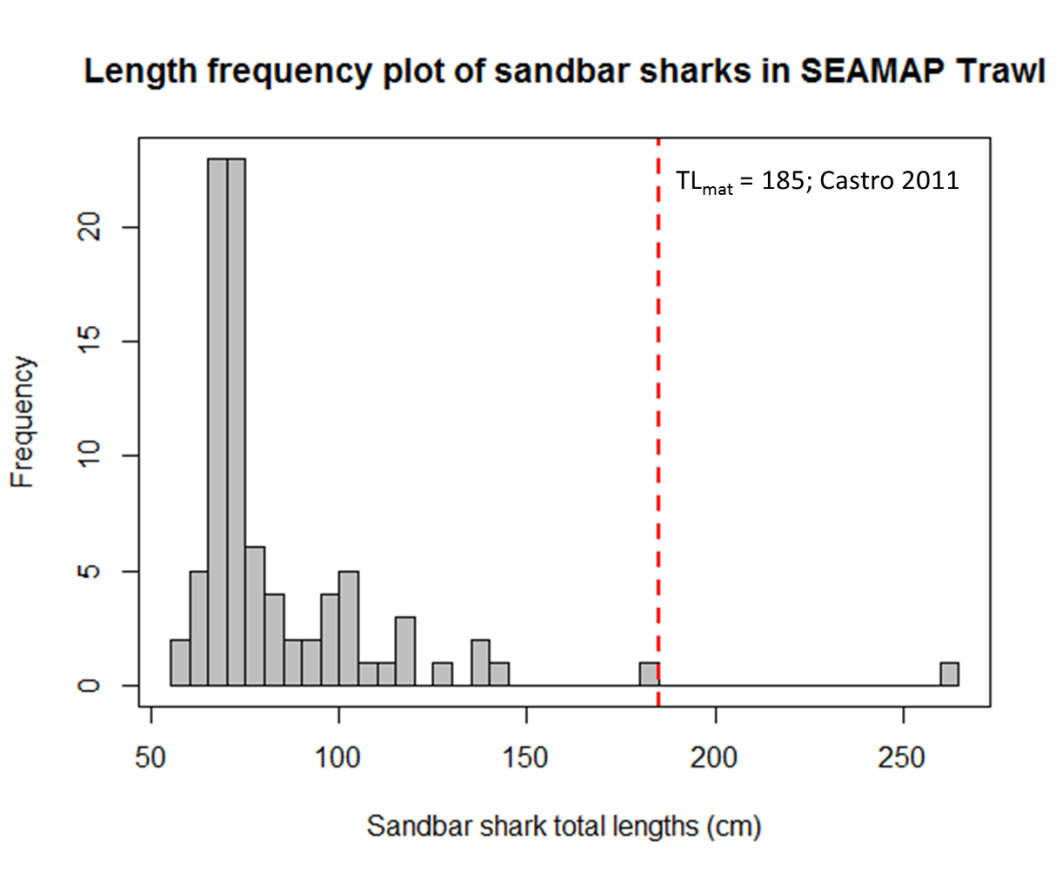 Length frequency plot of sandbar sharks in SEAMAP Trawl
TLmat = 185; Castro 2011
20
15
10
5
0
Frequency
50 100 150 200 250
Sandbar shark total lengths (cm)